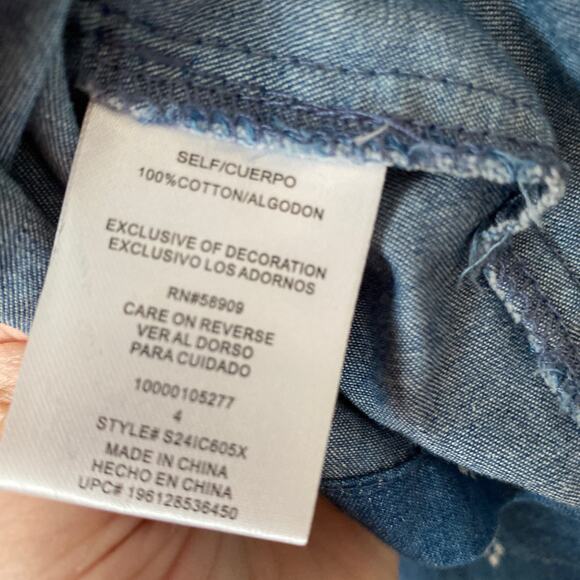 SELF/CUERPO
100%COTTON/ALGODON
EXCLUSIVE OF DECORATION
EXCLUSIVO LOS ADORNOS
RN#58909
CARE ON REVERSE
VER AL DORSO
PARA CUIDADO
10000105277
4
STYLE# S24IC605X
MADE IN CHINA
HECHO EN CHINA
UPC# 196128536450